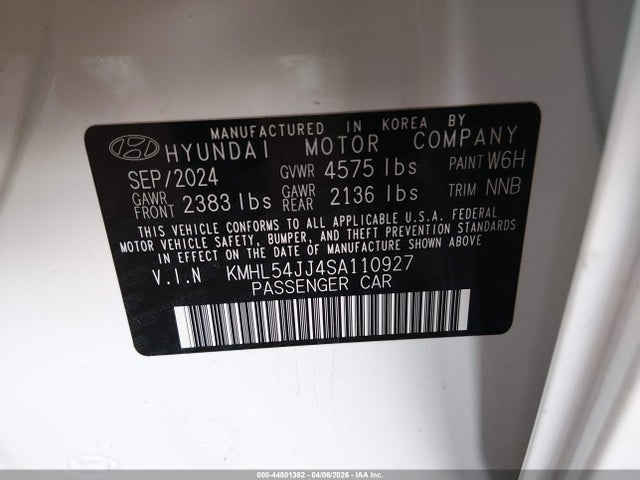 MANUFACTURED IN KOREA BY
HYUNDAI MOTOR COMPANY
SEP/2024 GVWR 4575 lbs PAINT W6H
GAWR FRONT 2383 lbs GAWR REAR 2136 lbs TRIM NNB
THIS VEHICLE CONFORMS TO ALL APPLICABLE U.S.A. FEDERAL
MOTOR VEHICLE SAFETY, BUMPER, AND THEFT PREVENTION STANDARDS
IN EFFECT ON THE DATE OF MANUFACTURE SHOWN ABOVE.
V.I.N KMHL54JJ4SA110927
PASSENGER CAR
000-44801362 - 04/06/2026 - IAA Inc.